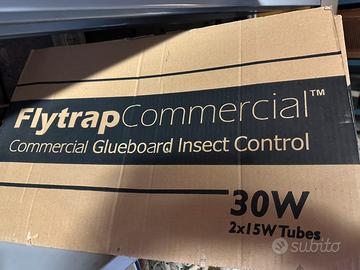 FlytrapCommercial™
Commercial Glueboard Insect Control
30W
2x15W Tubes
subito